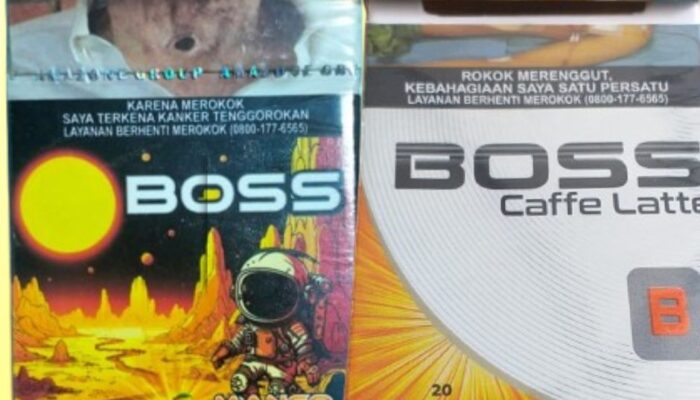 KARENA MEROKOK
SAYA TERKENA KANKER TENGGOROKAN
LAYANAN BERHENTI MEROKOK (0800-177-6565)
BOSS
ROKOK MERENGGUT,
KEBAHAGIAAN SAYA SATU PERSATU
LAYANAN BERHENTI MEROKOK (0800-177-6565)
BOSS
Caffe Latte
B
20